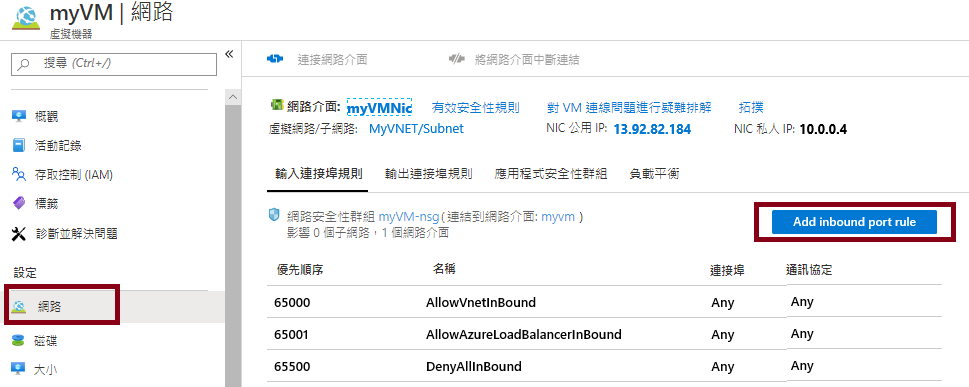 myVM | 網路
虛擬機器
搜尋 (Ctrl+/)
«
概觀
活動記錄
存取控制 (IAM)
標籤
診斷並解決問題
設定
網路
磁碟
大小
連接網路介面 將網路介面中斷連結
網路介面: myVMNic 有效安全性規則 對 VM 連線問題進行疑難排解 拓撲
虛擬網路/子網路: MyVNET/Subnet NIC 公用 IP: 13.92.82.184 NIC 私人 IP: 10.0.0.4
輸入連接埠規則 輸出連接埠規則 應用程式安全性群組 負載平衡
網路安全性群組 myVM-nsg ( 連結到網路介面: myvm )
影響 0 個子網路，1 個網路介面
Add inbound port rule
優先順序 名稱 連接埠 通訊協定
65000 AllowVnetInBound Any Any
65001 AllowAzureLoadBalancerInBound Any Any
65500 DenyAllInBound Any Any